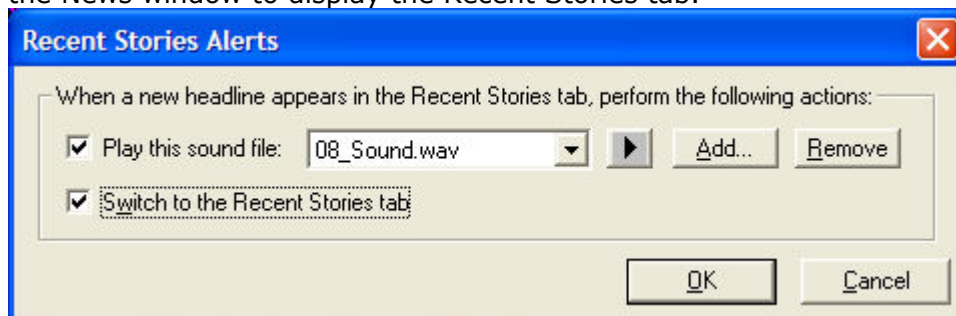 the News window to display the Recent Stories tab.
Recent Stories Alerts
When a new headline appears in the Recent Stories tab, perform the following actions:
Play this sound file: 08_Sound.wav Add... Remove
Switch to the Recent Stories tab
OK Cancel